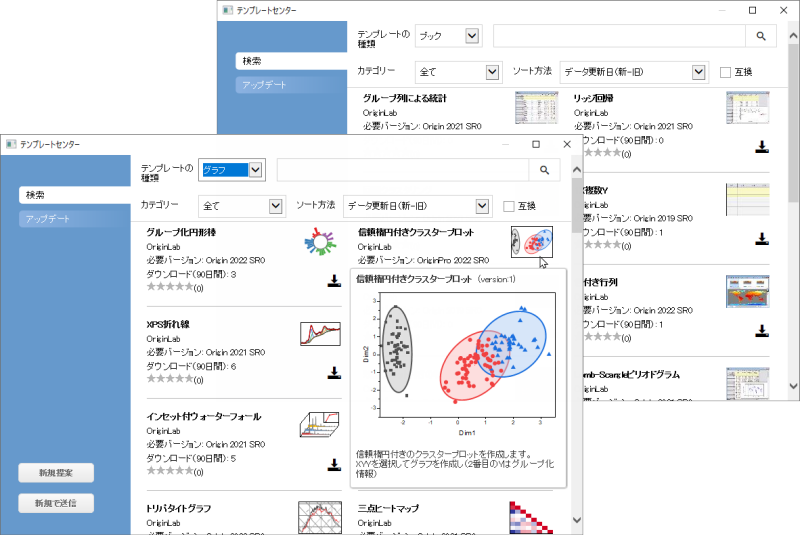 テンプレートセンター
検索
アップデート
テンプレートの
種類
ブック
カテゴリー
全て
ソート方法
データ更新日(新-旧)
互換
グループ列による統計
OriginLab
必要バージョン: Origin 2021 SR0
リッジ回帰
OriginLab
必要バージョン: Origin 2021 SR0
ダウンロード(90日間): 0
(0)
複数Y
Origin 2019 SR0
ダウンロード(90日間): 1
(0)
付き行列
Origin 2022 SR0
ダウンロード(90日間): 1
(0)
omb-Scargleピリオドグラム
Origin 2021 SR0
テンプレートセンター
検索
アップデート
新規提案
新規で送信
テンプレートの
種類
グラフ
カテゴリー
全て
ソート方法
データ更新日(新-旧)
互換
グループ化円形棒
OriginLab
必要バージョン: Origin 2022 SR0
ダウンロード(90日間): 3
(0)
XPS折れ線
OriginLab
必要バージョン: Origin 2021 SR0
ダウンロード(90日間): 6
(0)
インセット付ウォーターフォール
OriginLab
必要バージョン: Origin 2021 SR0
ダウンロード(90日間): 5
(0)
トリパタイトグラフ
OriginLab
信頼楕円付きクラスタープロット
OriginLab
必要バージョン: OriginPro 2022 SR0
信頼楕円付きクラスタープロット (version:1)
Dim2
3
2
1
0
-1
-2
-3
-2
-1
0
1
2
3
Dim1
信頼楕円付きのクラスタープロットを作成します。
XYYを選択してグラフを作成し(2番目のYはグループ化
情報)
三点ヒートマップ
OriginLab
必要バージョン: Origin 2021 SR0